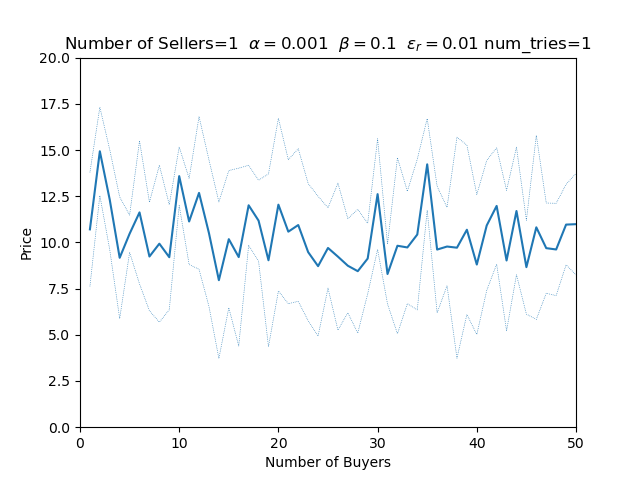 Number of Sellers=1 α = 0.001 β = 0.1 εr = 0.01 num_tries=1
20.0
17.5
15.0
12.5
10.0
7.5
5.0
2.5
0.0
Price
0 10 20 30 40 50
Number of Buyers